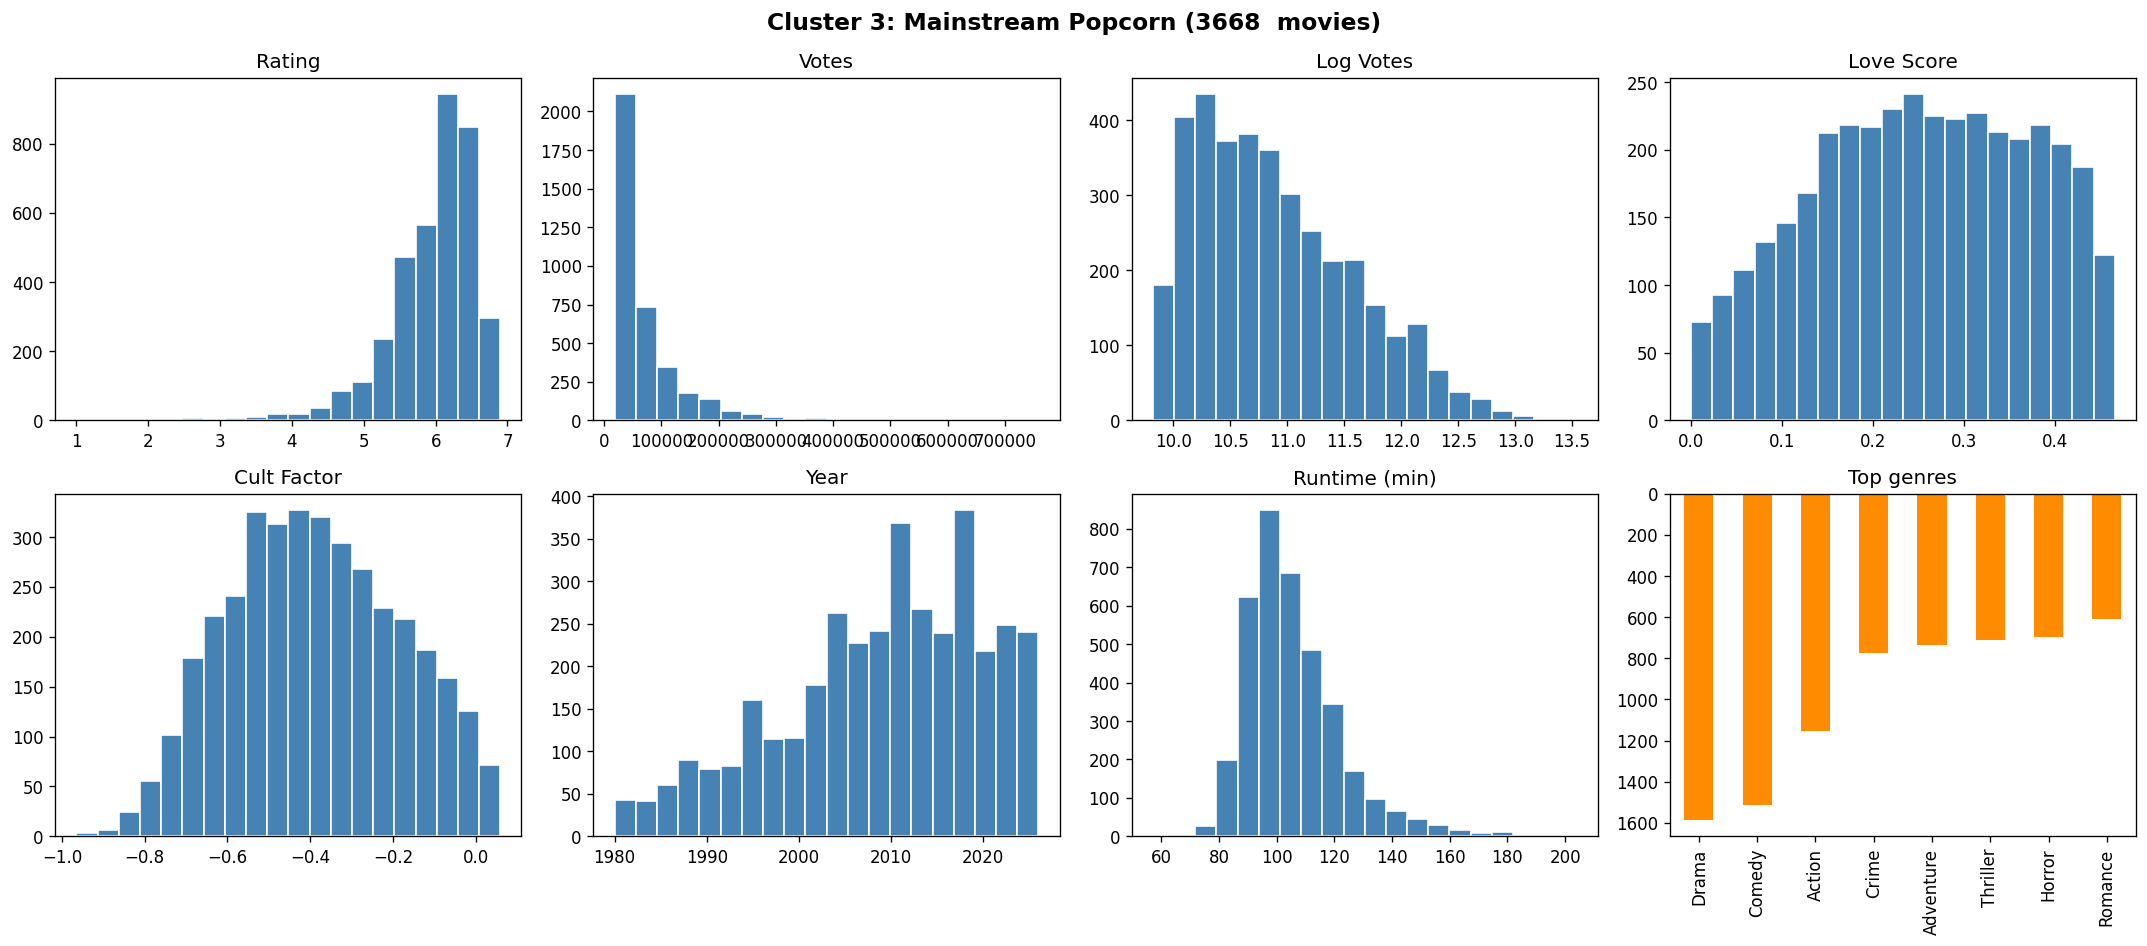 Cluster 3: Mainstream Popcorn (3668  movies)
Rating
800
600
400
200
0
1 2 3 4 5 6 7
Votes
2000
1750
1500
1250
1000
750
500
250
0
0 100000 200000 300000 400000 500000 600000 700000
Log Votes
400
300
200
100
0
10.0 10.5 11.0 11.5 12.0 12.5 13.0 13.5
Love Score
250
200
150
100
50
0
0.0 0.1 0.2 0.3 0.4
Cult Factor
300
250
200
150
100
50
0
−1.0 −0.8 −0.6 −0.4 −0.2 0.0
Year
400
350
300
250
200
150
100
50
0
1980 1990 2000 2010 2020
Runtime (min)
800
700
600
500
400
300
200
100
0
60 80 100 120 140 160 180 200
Top genres
0
200
400
600
800
1000
1200
1400
1600
Drama
Comedy
Action
Crime
Adventure
Thriller
Horror
Romance